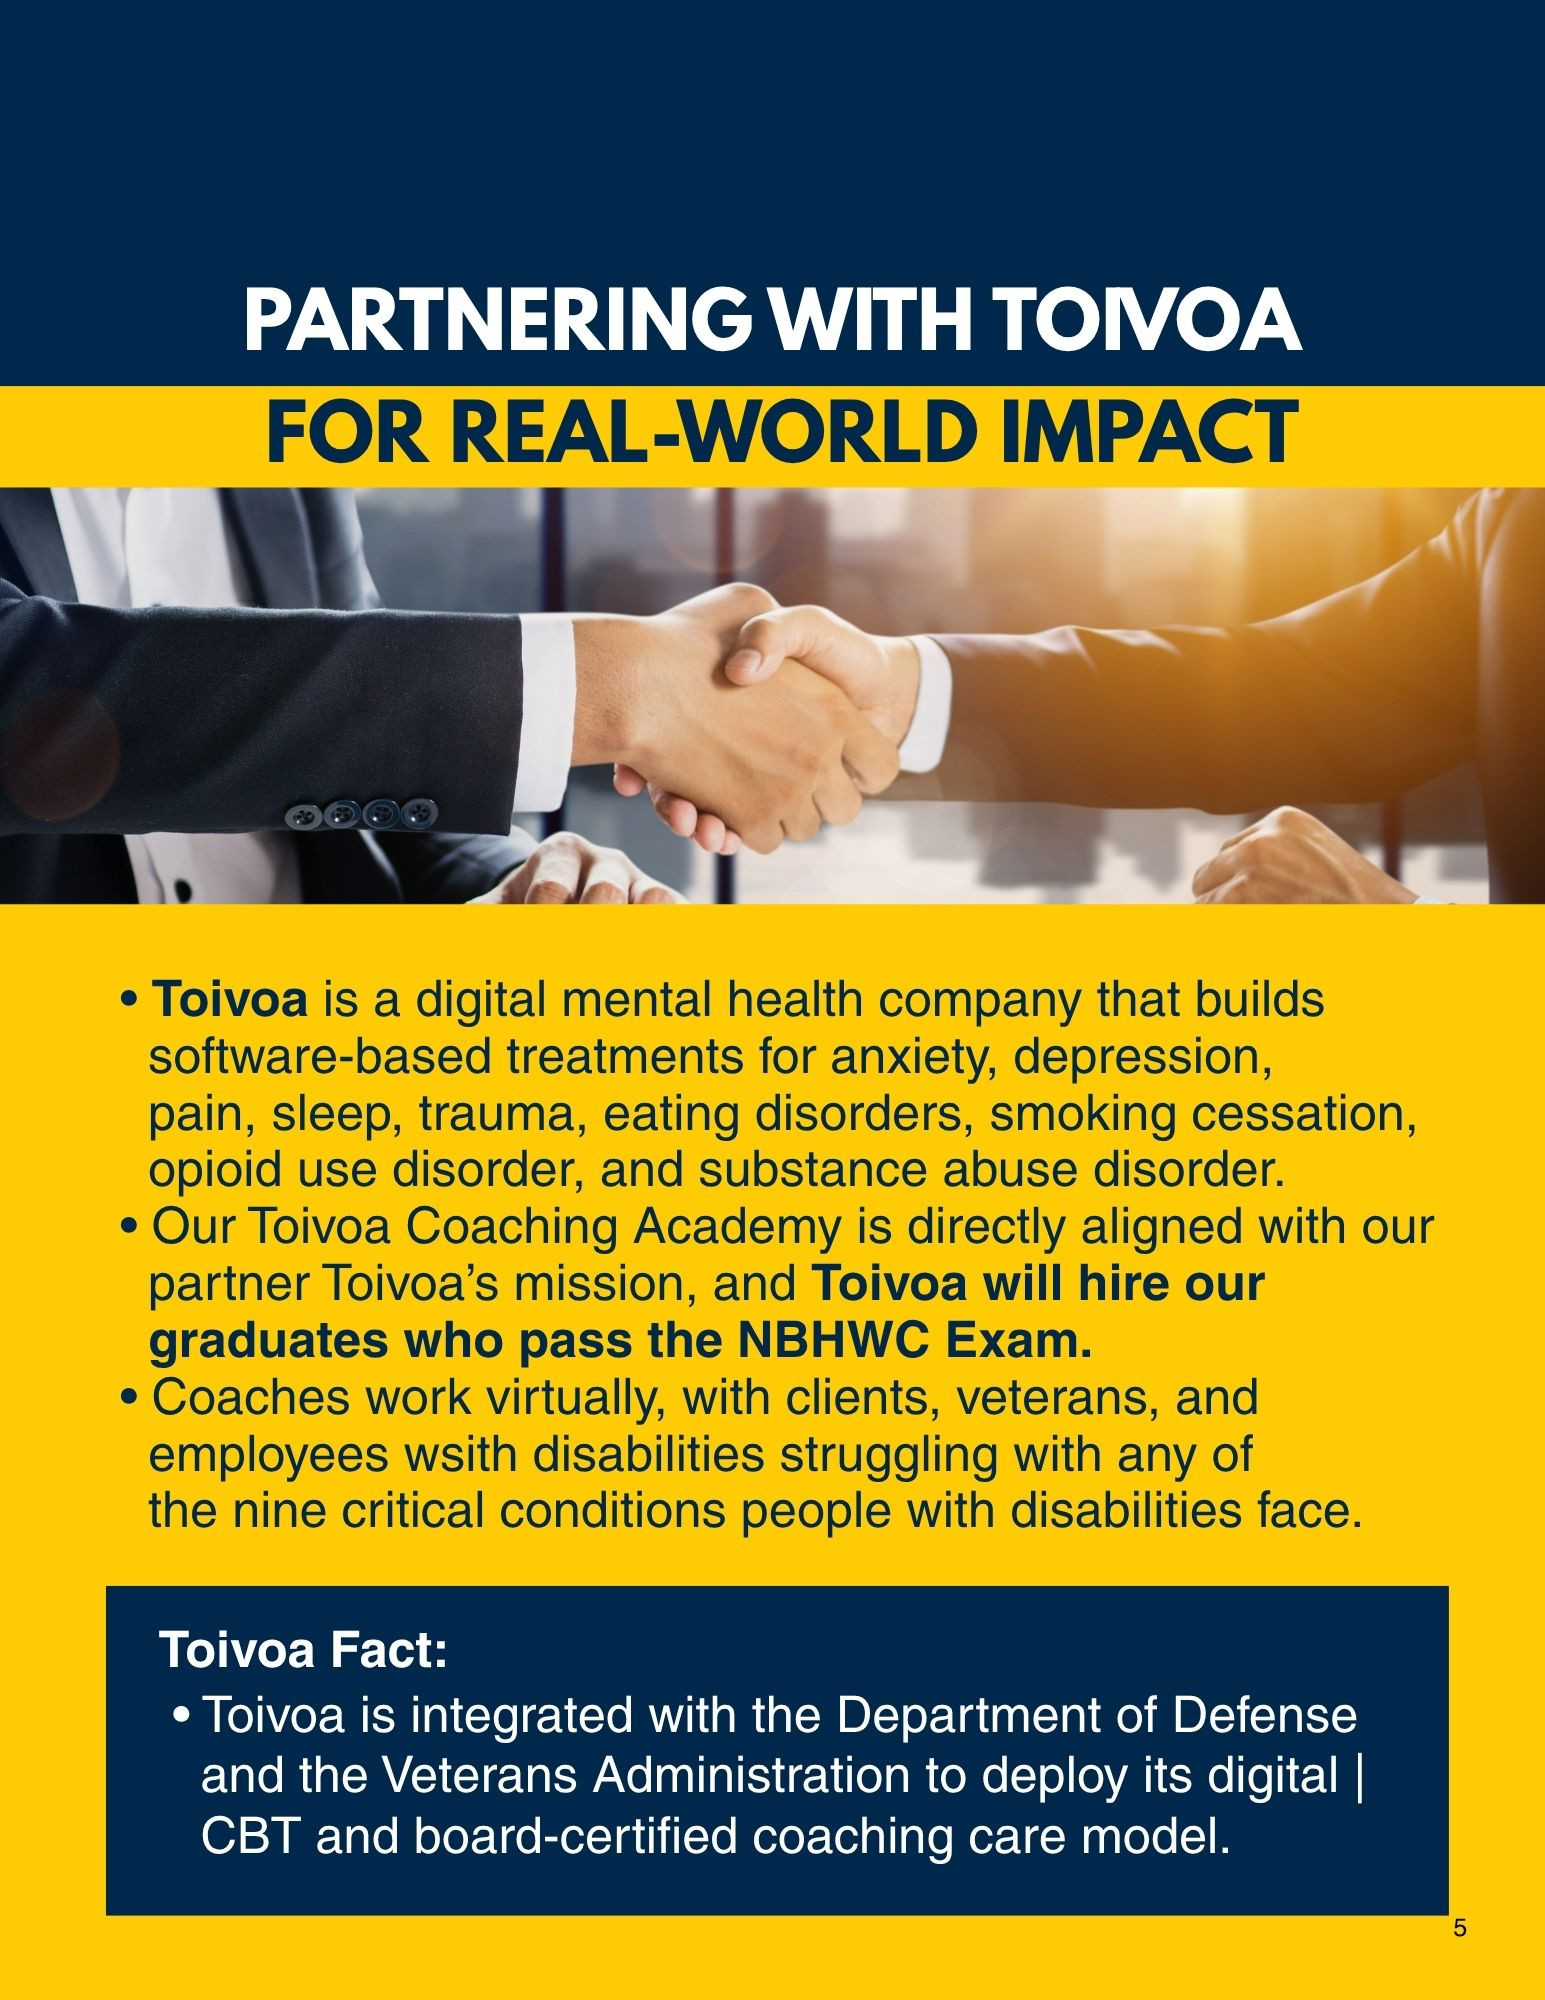 PARTNERING WITH TOIVOA
FOR REAL-WORLD IMPACT
• Toivoa is a digital mental health company that builds
software-based treatments for anxiety, depression,
pain, sleep, trauma, eating disorders, smoking cessation,
opioid use disorder, and substance abuse disorder.
• Our Toivoa Coaching Academy is directly aligned with our
partner Toivoa’s mission, and Toivoa will hire our
graduates who pass the NBHWC Exam.
• Coaches work virtually, with clients, veterans, and
employees wsith disabilities struggling with any of
the nine critical conditions people with disabilities face.
Toivoa Fact:
• Toivoa is integrated with the Department of Defense
and the Veterans Administration to deploy its digital |
CBT and board-certified coaching care model.
5